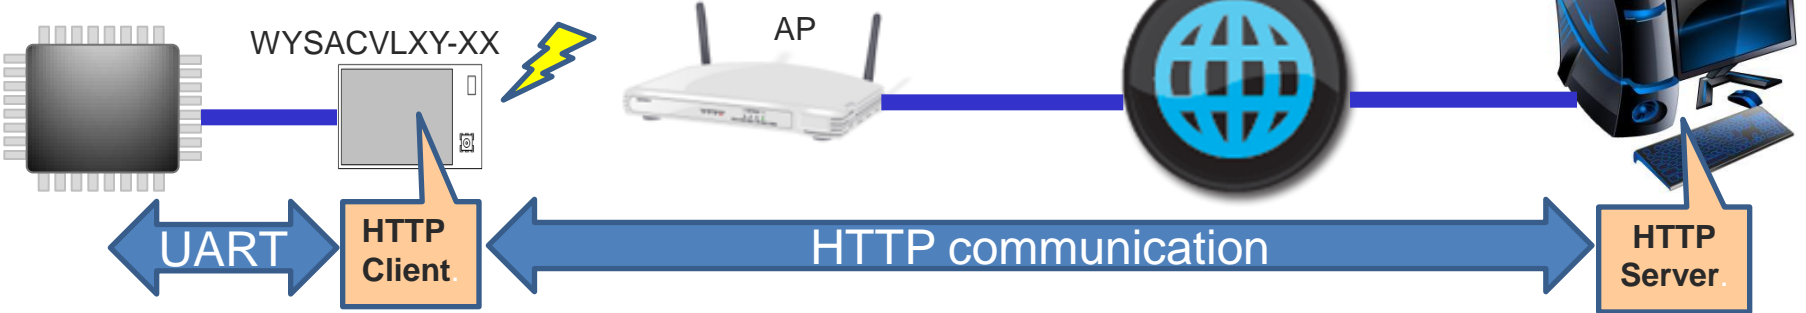 WYSACVLXY-XX
AP
UART
HTTP
Client.
HTTP communication
HTTP
Server.